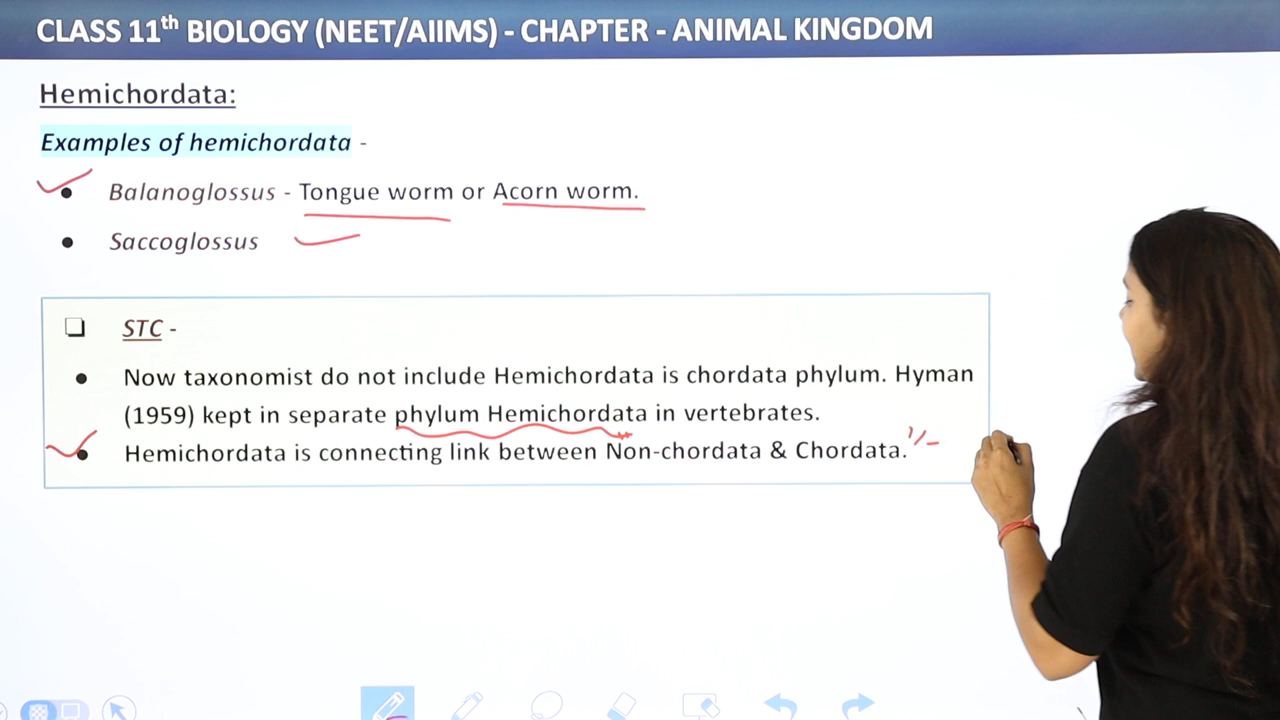 CLASS 11th BIOLOGY (NEET/AIIMS) - CHAPTER - ANIMAL KINGDOM
Hemichordata:
Examples of hemichordata -
Balanoglossus - Tongue worm or Acorn worm.
Saccoglossus
STC -
Now taxonomist do not include Hemichordata is chordata phylum. Hyman
(1959) kept in separate phylum Hemichordata in vertebrates.
Hemichordata is connecting link between Non-chordata & Chordata.